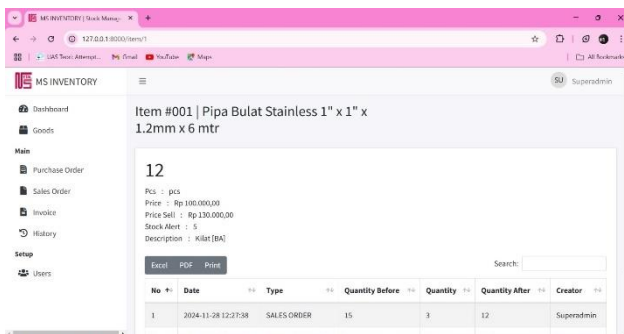 MS INVENTORY | Stock Manag
127.0.0.1:8000/item/1
Gmail
YouTube
Maps
All Bookmarks
MS INVENTORY
SU
Superadmin
Dashboard
Goods
Main
Purchase Order
Sales Order
Invoice
History
Setup
Users
Item #001 | Pipa Bulat Stainless 1" x 1" x
1.2mm x 6 mtr
12
Pcs : pcs
Price : Rp 100.000,00
Price Sell : Rp 130.000,00
Stock Alert : 5
Description : Kilat [BA]
Excel PDF Print
Search:
No Date Type Quantity Before Quantity Quantity After Creator
1 2024-11-28 12:27:38 SALES ORDER 15 3 12 Superadmin